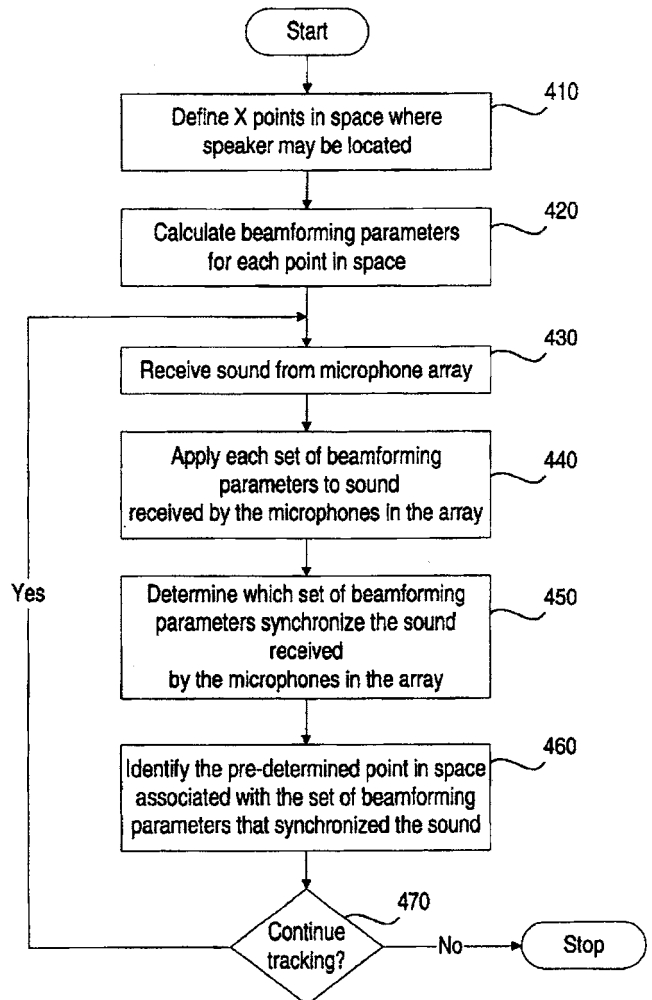 Start
410
Define X points in space where
speaker may be located
420
Calculate beamforming parameters
for each point in space
430
Receive sound from microphone array
440
Apply each set of beamforming
parameters to sound
received by the microphones in the array
Yes
450
Determine which set of beamforming
parameters synchronize the sound
received
by the microphones in the array
460
Identify the pre-determined point in space
associated with the set of beamforming
parameters that synchronized the sound
470
Continue
tracking?
No
Stop